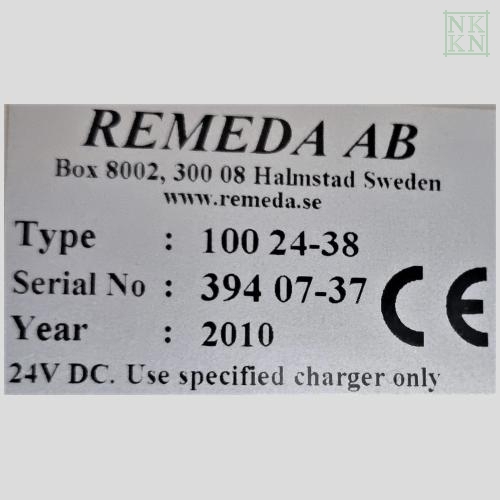 NK
KN
REMEDA AB
Box 8002, 300 08 Halmstad Sweden
www.remeda.se
Type : 100 24-38
Serial No : 394 07-37
Year : 2010
CE
24V DC. Use specified charger only